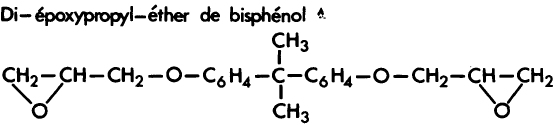 Di-époxypropyl-éther de bisphénol A
CH3
CH2-CH-CH2-O-C6H4-C-C6H4-O-CH2-CH-CH2
O CH3 O